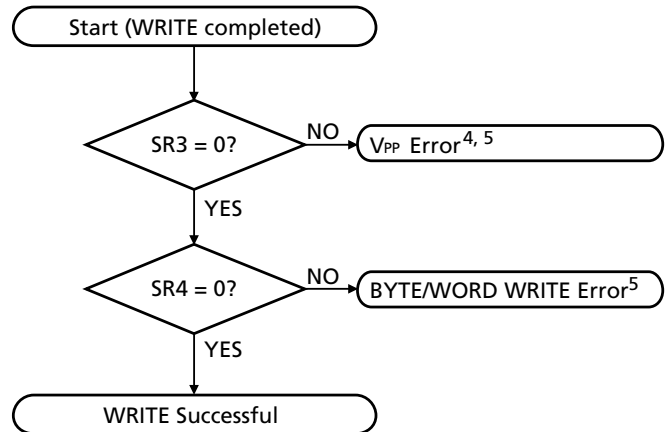 Start (WRITE completed)
SR3 = 0?
NO
VPP Error4, 5
YES
SR4 = 0?
NO
BYTE/WORD WRITE Error5
YES
WRITE Successful